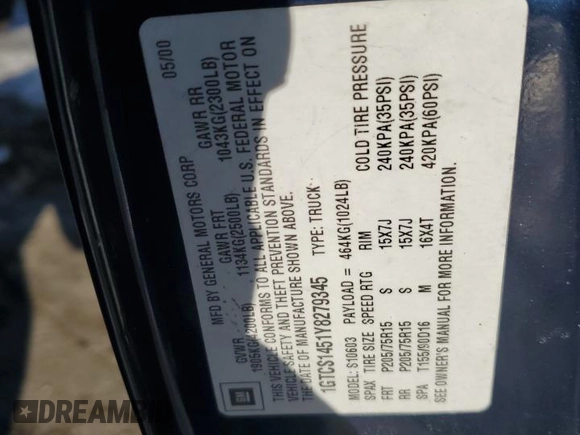 MFD BY GENERAL MOTORS CORP 05/00
GVWR GAWR FRT GAWR RR
1905KG(4200LB) 1134KG(2500LB) 1043KG(2300LB)
THIS VEHICLE CONFORMS TO ALL APPLICABLE U.S. FEDERAL MOTOR
VEHICLE SAFETY AND THEFT PREVENTION STANDARDS IN EFFECT ON
THE DATE OF MANUFACTURE SHOWN ABOVE.
1GTCS1451Y8279345 TYPE: TRUCK
MODEL: S10603 PAYLOAD = 464KG(1024LB)
SPAX TIRE SIZE SPEED RTG RIM COLD TIRE PRESSURE
FRT P205/75R15 S 15X7J 240KPA(35PSI)
RR P205/75R15 S 15X7J 240KPA(35PSI)
SPA T155/90D16 M 16X4T 420KPA(60PSI)
SEE OWNER'S MANUAL FOR MORE INFORMATION.
GM
DREAM